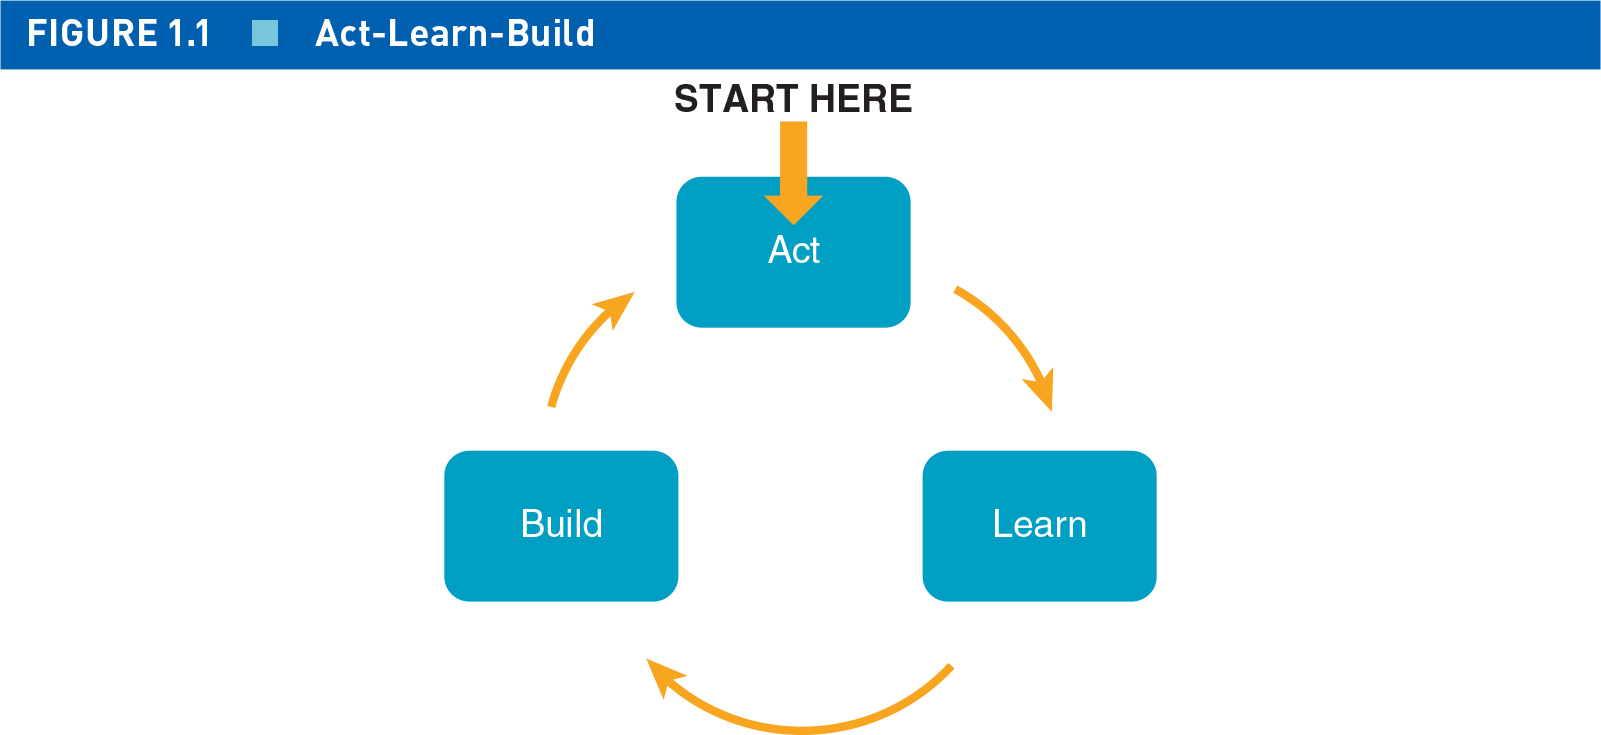 FIGURE 1.1 Act-Learn-Build
START HERE
Act
Build
Learn